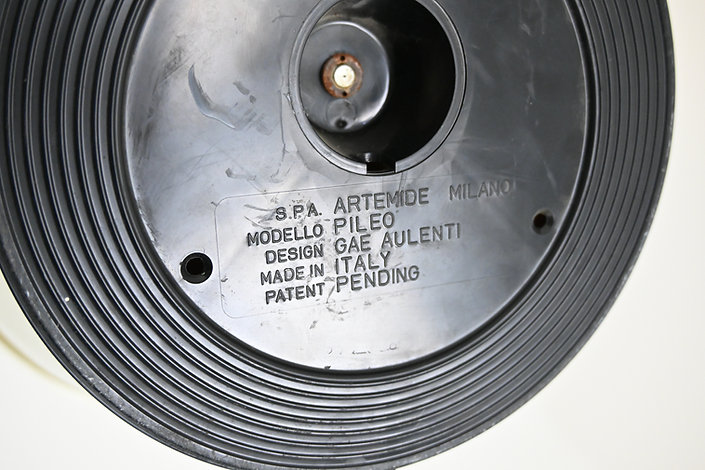 S.P.A. ARTEMIDE MILANO
MODELLO PILEO
DESIGN GAE AULENTI
MADE IN ITALY
PATENT PENDING